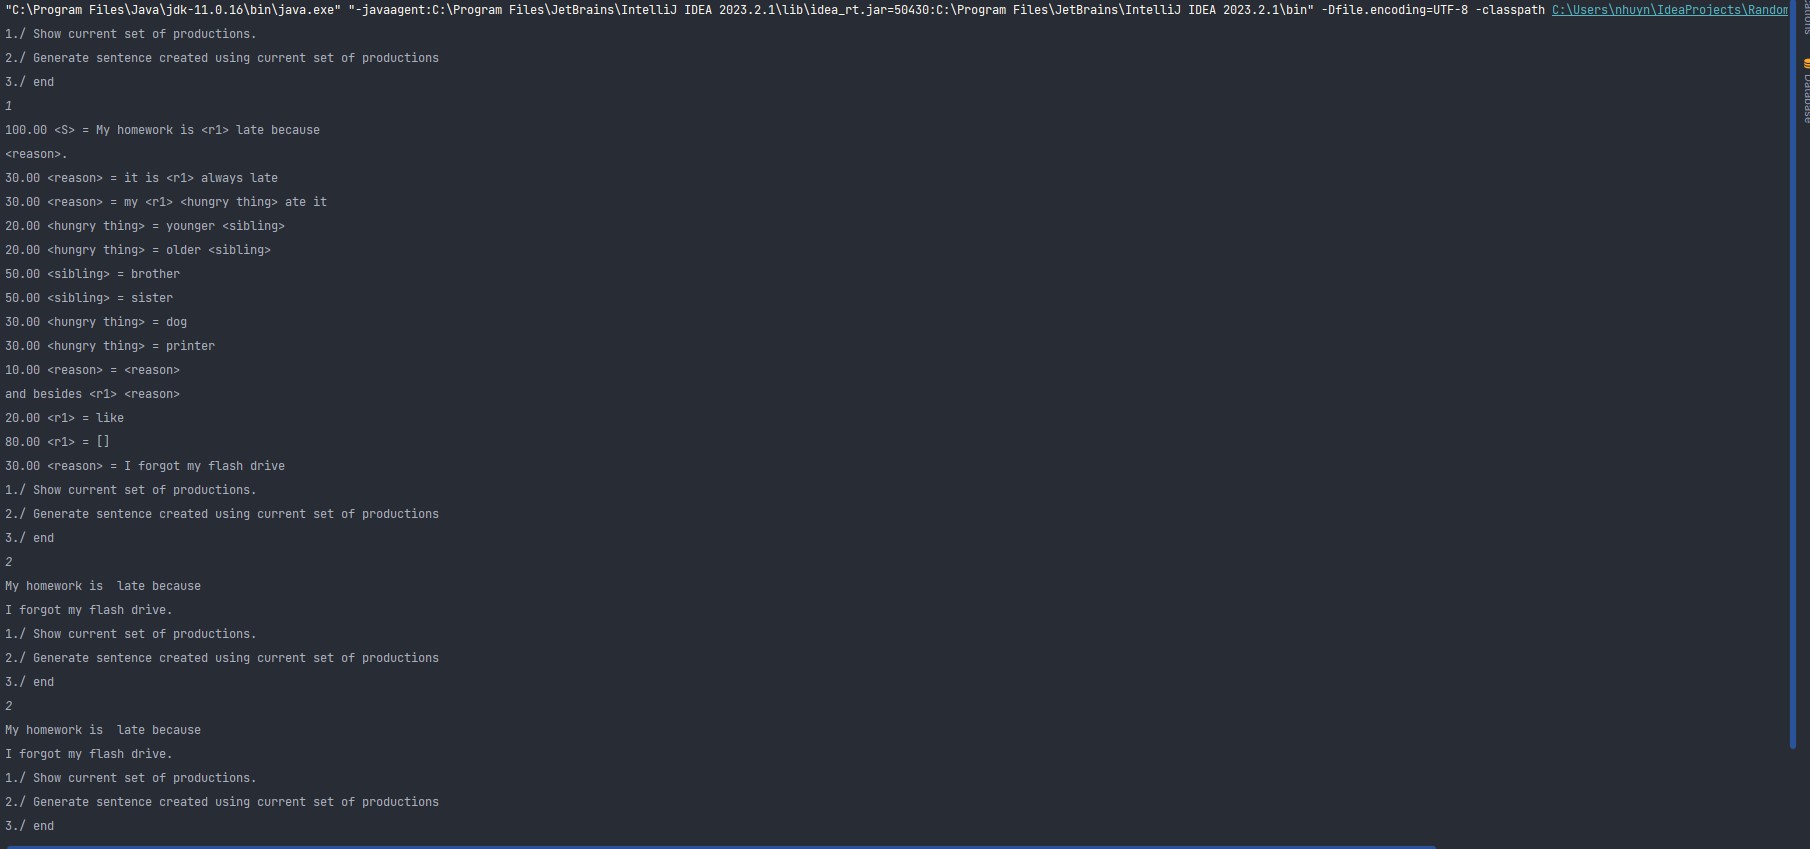 "C:\Program Files\Java\jdk-11.0.16\bin\java.exe" "-javaagent:C:\Program Files\JetBrains\IntelliJ IDEA 2023.2.1\lib\idea_rt.jar=50430:C:\Program Files\JetBrains\IntelliJ IDEA 2023.2.1\bin" -Dfile.encoding=UTF-8 -classpath C:\Users\nhuyn\IdeaProjects\Random
1./ Show current set of productions.
2./ Generate sentence created using current set of productions
3./ end
1
100.00 <S> = My homework is <r1> late because
<reason>.
30.00 <reason> = it is <r1> always late
30.00 <reason> = my <r1> <hungry thing> ate it
20.00 <hungry thing> = younger <sibling>
20.00 <hungry thing> = older <sibling>
50.00 <sibling> = brother
50.00 <sibling> = sister
30.00 <hungry thing> = dog
30.00 <hungry thing> = printer
10.00 <reason> = <reason>
and besides <r1> <reason>
20.00 <r1> = like
80.00 <r1> = []
30.00 <reason> = I forgot my flash drive
1./ Show current set of productions.
2./ Generate sentence created using current set of productions
3./ end
2
My homework is  late because
I forgot my flash drive.
1./ Show current set of productions.
2./ Generate sentence created using current set of productions
3./ end
2
My homework is  late because
I forgot my flash drive.
1./ Show current set of productions.
2./ Generate sentence created using current set of productions
3./ end
Database